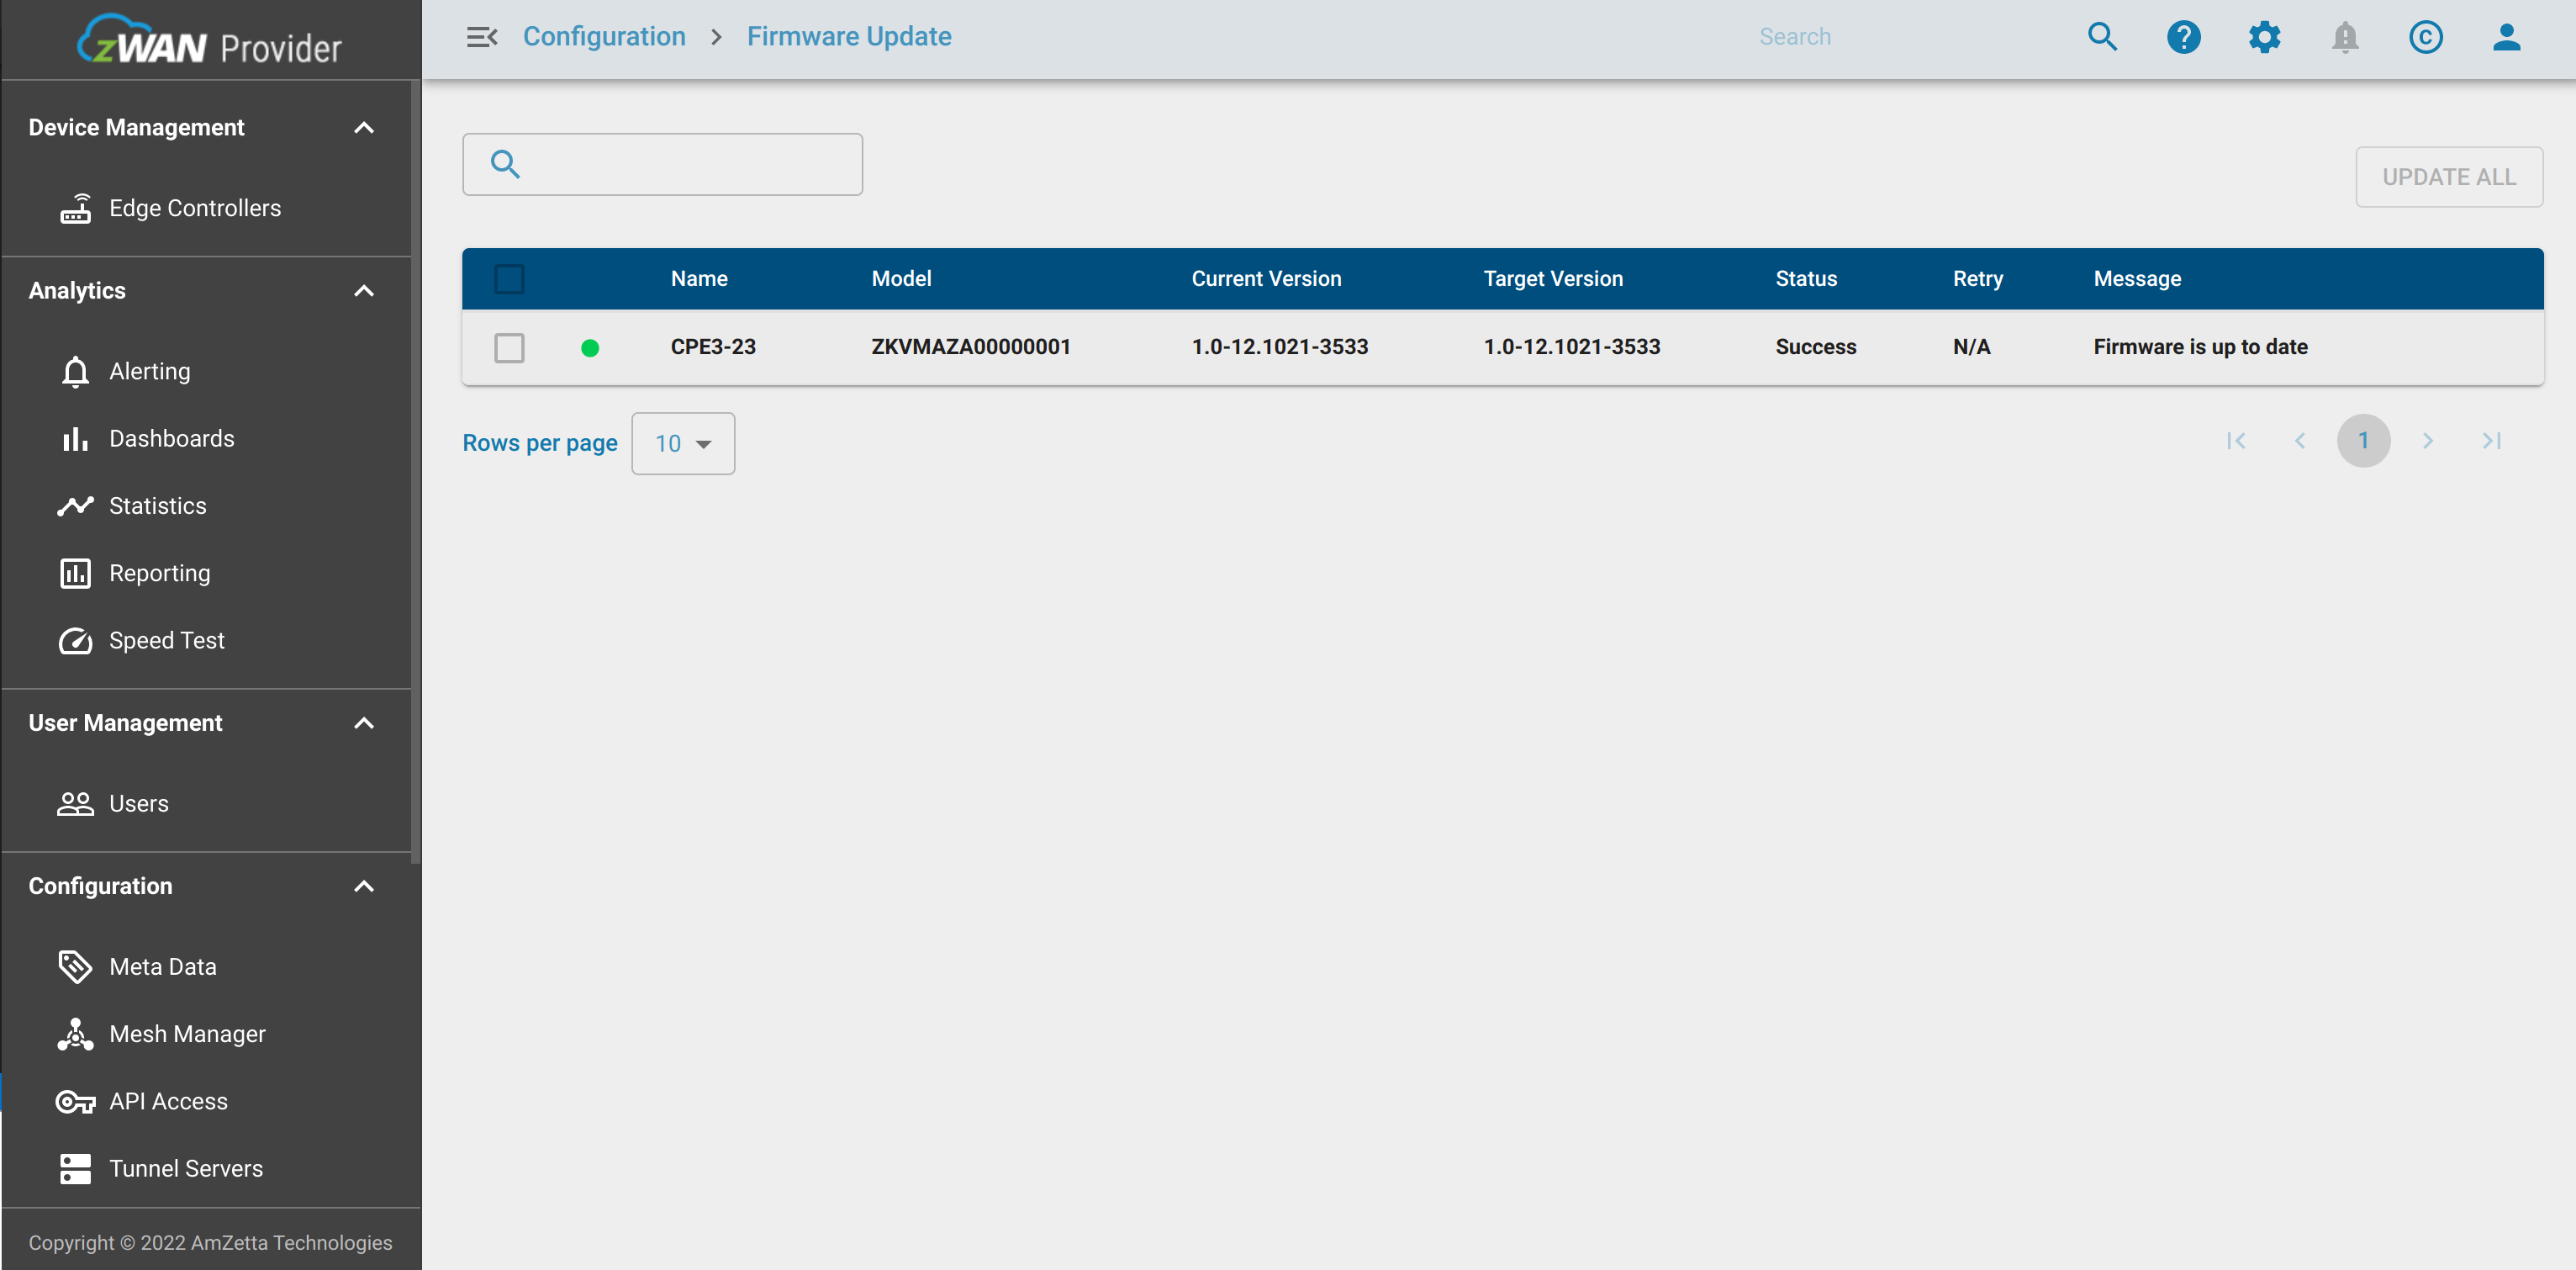 zWAN Provider
Configuration > Firmware Update
Search
Device Management
Edge Controllers
Analytics
Alerting
Dashboards
Statistics
Reporting
Speed Test
User Management
Users
Configuration
Meta Data
Mesh Manager
API Access
Tunnel Servers
Copyright © 2022 AmZetta Technologies
UPDATE ALL
Name Model Current Version Target Version Status Retry Message
CPE3-23 ZKVMAZA00000001 1.0-12.1021-3533 1.0-12.1021-3533 Success N/A Firmware is up to date
Rows per page 10
1